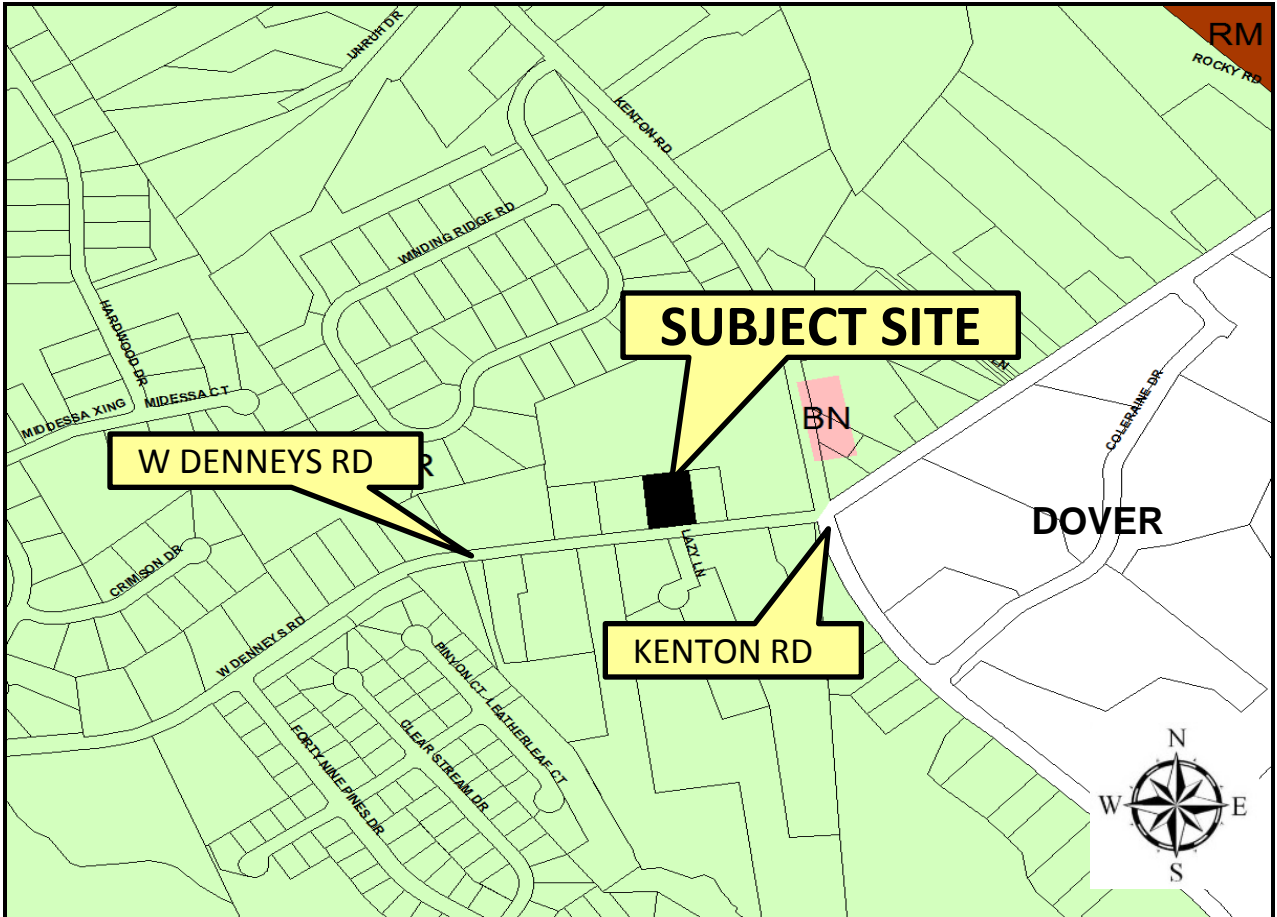 UNRUH DR
RM
ROCKY RD
KENTON RD
WINDING RIDGE RD
HARDWOOD DR
SUBJECT SITE
LN
COLERAINE DR
MIDDESSA XING
MIDESSA CT
BN
W DENNEYS RD
R
DOVER
LAZY LN
CRIMSON DR
KENTON RD
W DENNEYS RD
PINYON CT
LEATHERLEAF CT
FORTY NINE PINES DR
CLEAR STREAM DR
N
W
E
S